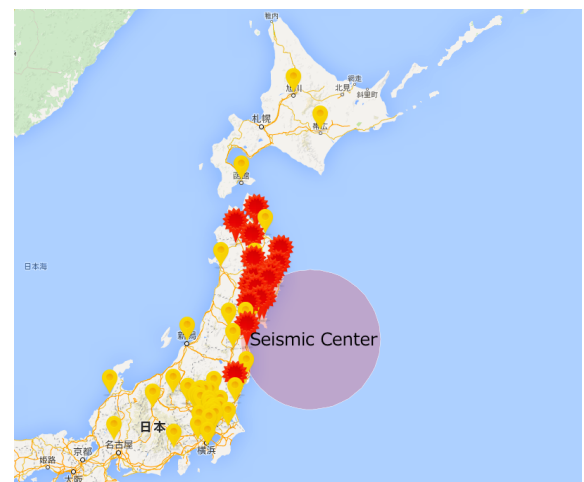 稚内
網走
旭川
北見
斜里町
札幌
帯広
函館
日本海
新潟
Seismic Center
日本
名古屋
横浜
京都
姫路
大阪